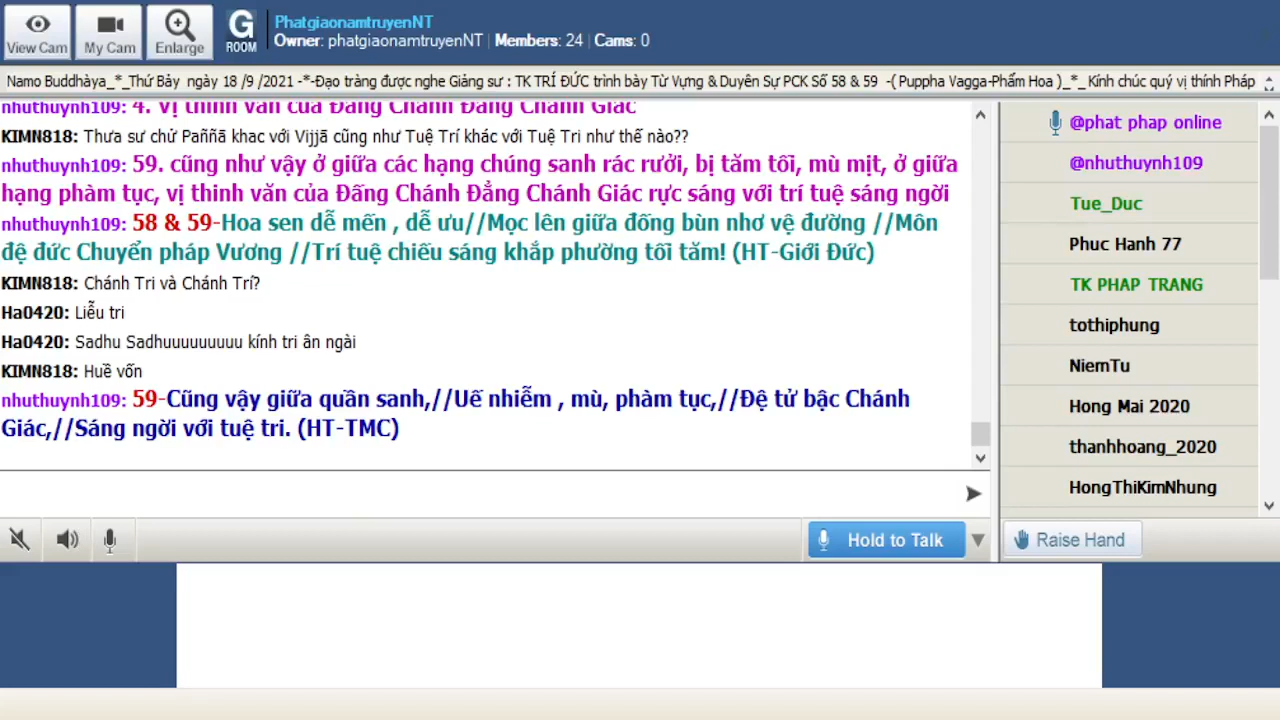 View Cam
My Cam
Enlarge
G
ROOM
PhatgiaonamtruyenNT
Owner: phatgiaonamtruyenNT | Members: 24 | Cams: 0
Namo Buddhàya_*_Thứ Bảy ngày 18 /9 /2021 -*-Đạo tràng được nghe Giảng sư : TK TRÍ ĐỨC trình bày Từ Vựng & Duyên Sự PCK Số 58 & 59 -( Puppha Vagga-Phẩm Hoa )_*_ Kính chúc quý vị thính Pháp
nhuthuynh109: 4. Vị thinh văn của Đấng Chánh Đẳng Chánh Giác
KIMN818: Thưa sư chử Paññā khac với Vijjā cũng như Tuệ Trí khác với Tuệ Tri như thế nào??
nhuthuynh109: 59. cũng như vậy ở giữa các hạng chúng sanh rác rưởi, bị tăm tối, mù mịt, ở giữa
hạng phàm tục, vị thinh văn của Đấng Chánh Đẳng Chánh Giác rực sáng với trí tuệ sáng ngời
nhuthuynh109: 58 & 59-Hoa sen dễ mến , dễ ưu//Mọc lên giữa đống bùn nhơ vệ đường //Môn
đệ đức Chuyển pháp Vương //Trí tuệ chiếu sáng khắp phường tối tăm! (HT-Giới Đức)
KIMN818: Chánh Tri và Chánh Trí?
Ha0420: Liễu tri
Ha0420: Sadhu Sadhuuuuuuuuu kính tri ân ngài
KIMN818: Huề vốn
nhuthuynh109: 59-Cũng vậy giữa quần sanh,//Uế nhiễm , mù, phàm tục,//Đệ tử bậc Chánh
Giác,//Sáng ngời với tuệ tri. (HT-TMC)
@phat phap online
@nhuthuynh109
Tue_Duc
Phuc Hanh 77
TK PHAP TRANG
tothiphung
NiemTu
Hong Mai 2020
thanhhoang_2020
HongThiKimNhung
Hold to Talk
Raise Hand